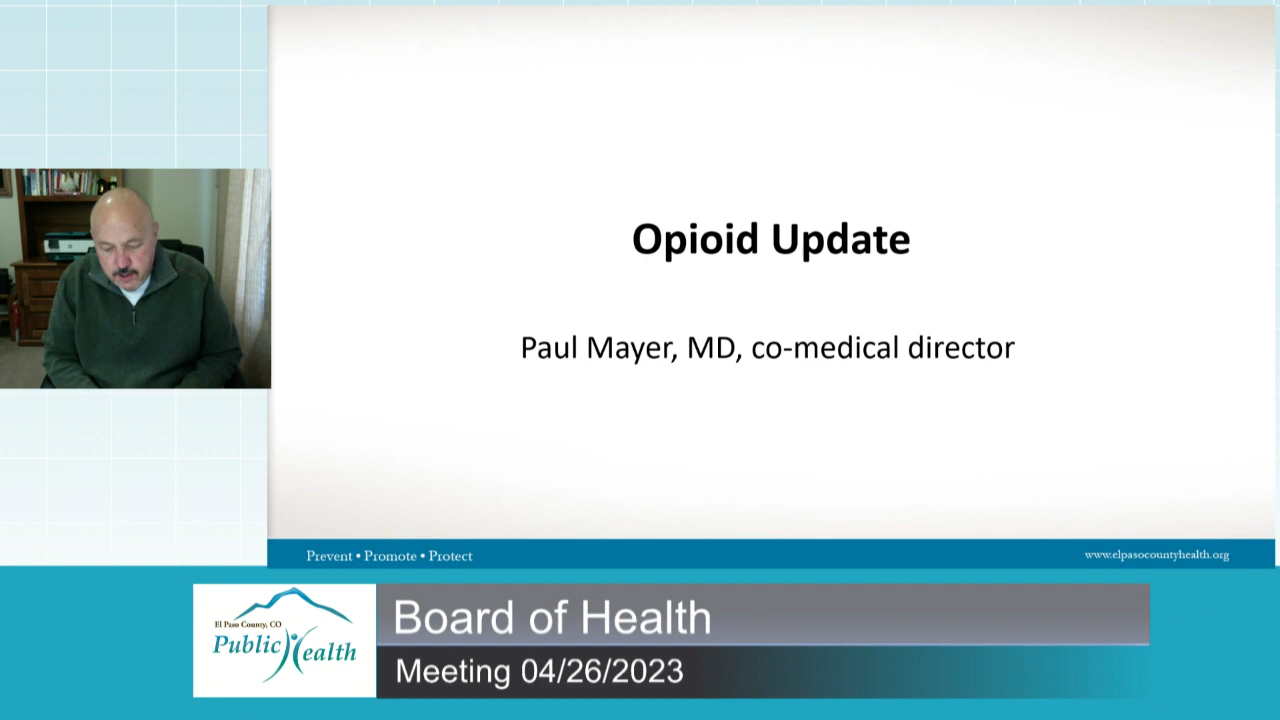 Opioid Update
Paul Mayer, MD, co-medical director
Prevent • Promote • Protect
www.elpasocountyhealth.org
El Paso County, CO
Public Health
Board of Health
Meeting 04/26/2023